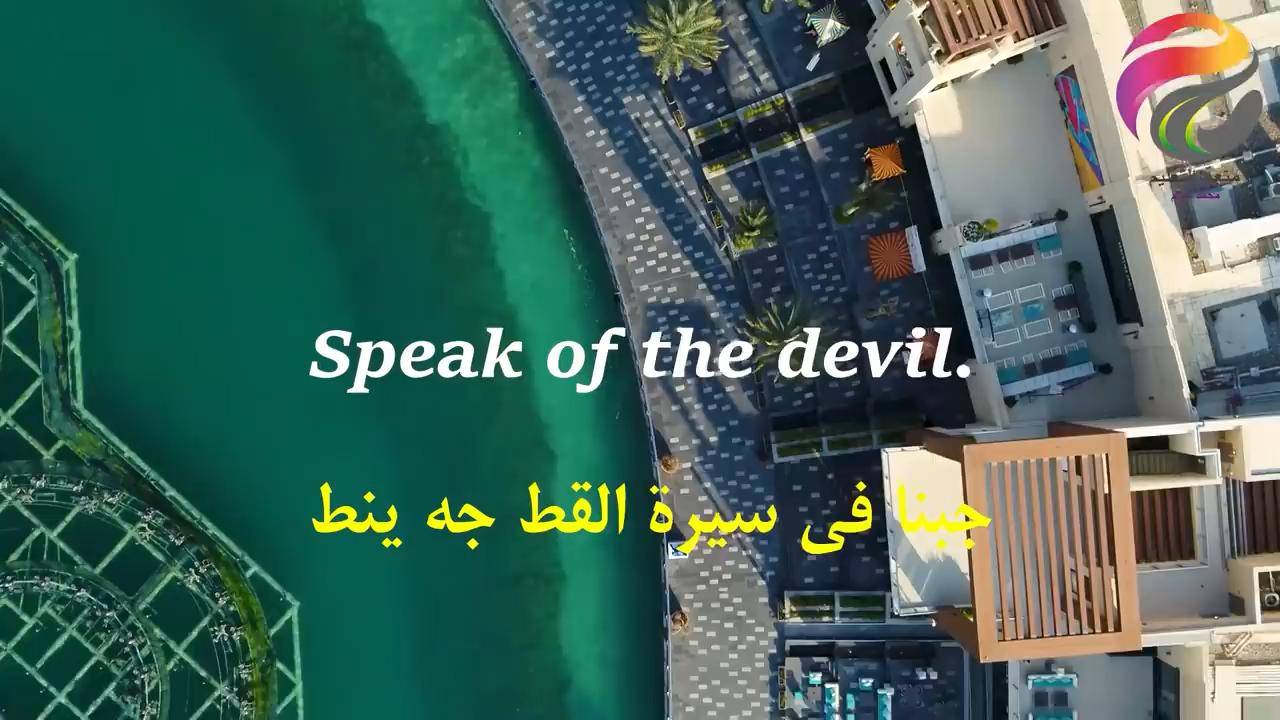 Speak of the devil.
جبنا فى سيرة القط جه ينط